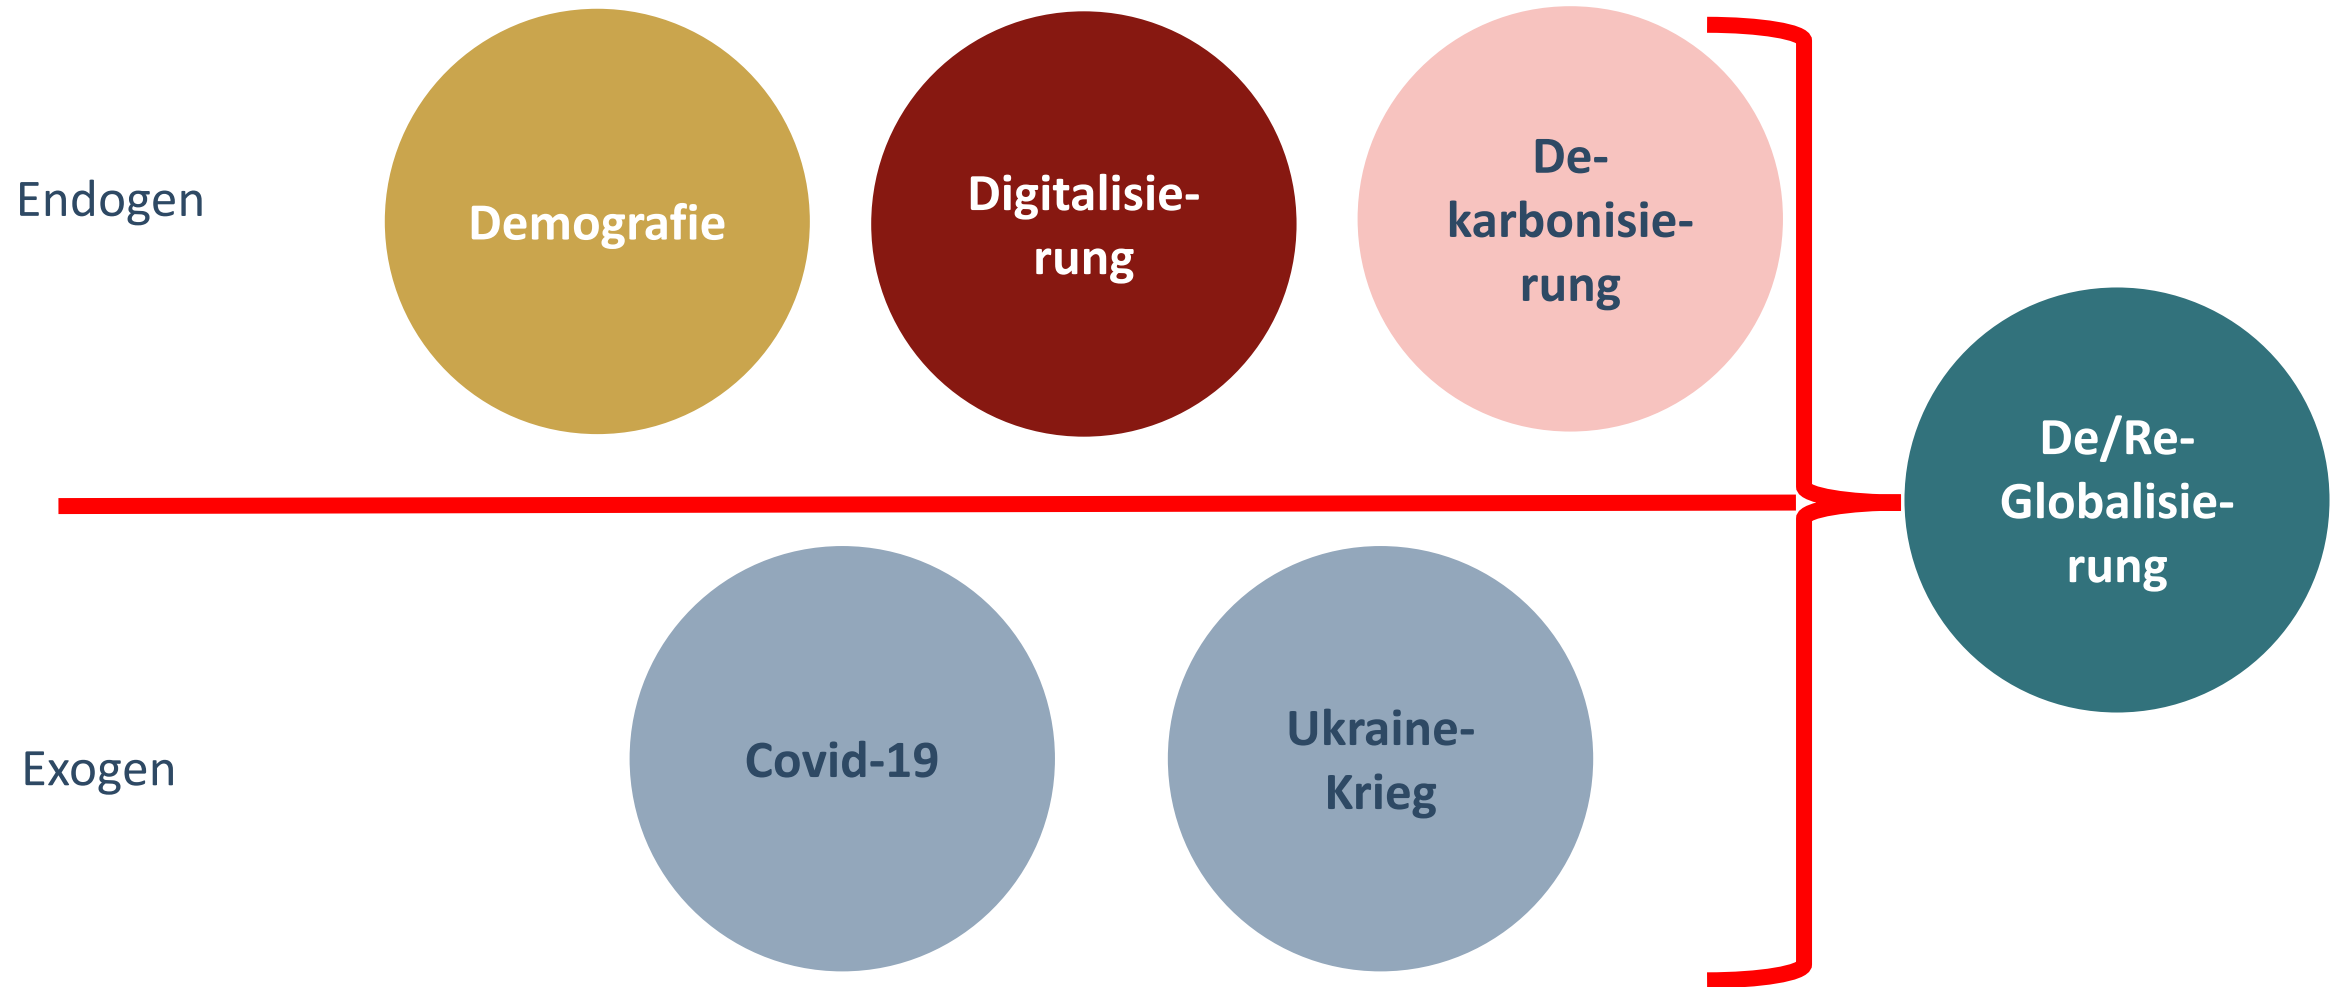 Endogen
Demografie
Digitalisie-
rung
De-
karbonisie-
rung
De/Re-
Globalisie-
rung
Exogen
Covid-19
Ukraine-
Krieg